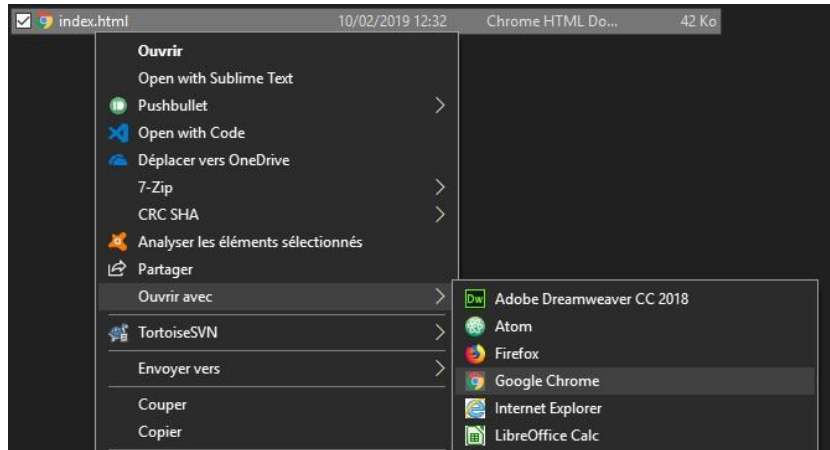 index.html 10/02/2019 12:32 Chrome HTML Do... 42 Ko
Ouvrir
Open with Sublime Text
Pushbullet
Open with Code
Déplacer vers OneDrive
7-Zip
CRC SHA
Analyser les éléments sélectionnés
Partager
Ouvrir avec
TortoiseSVN
Envoyer vers
Couper
Copier
Dw Adobe Dreamweaver CC 2018
Atom
Firefox
Google Chrome
Internet Explorer
LibreOffice Calc